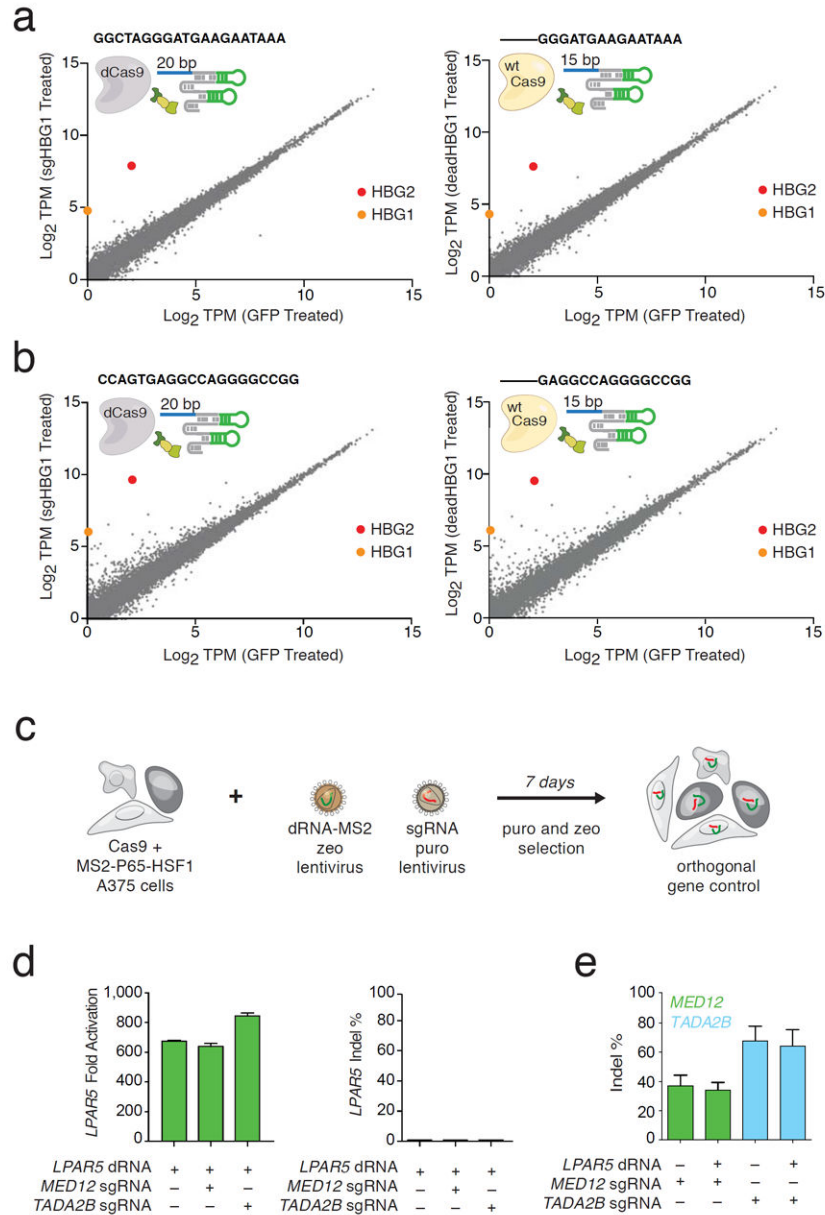 a
GGCTAGGGATGAAGAATAAA
GGGATGAAGAATAAA
15
10
5
0
0 5 10 15
dCas9
20 bp
HBG2
HBG1
Log2 TPM (sgHBG1 Treated)
Log2 TPM (GFP Treated)
15
10
5
0
0 5 10 15
wt
Cas9
15 bp
HBG2
HBG1
Log2 TPM (deadHBG1 Treated)
Log2 TPM (GFP Treated)
b
CCAGTGAGGCCAGGGGCCGG
GAGGCCAGGGGCCGG
15
10
5
0
0 5 10 15
dCas9
20 bp
HBG2
HBG1
Log2 TPM (sgHBG1 Treated)
Log2 TPM (GFP Treated)
15
10
5
0
0 5 10 15
wt
Cas9
15 bp
HBG2
HBG1
Log2 TPM (deadHBG1 Treated)
Log2 TPM (GFP Treated)
c
Cas9 +
MS2-P65-HSF1
A375 cells
+
dRNA-MS2
zeo
lentivirus
sgRNA
puro
lentivirus
7 days
puro and zeo
selection
orthogonal
gene control
d
LPAR5 Fold Activation
1,000
800
600
400
200
0
LPAR5 dRNA + + +
MED12 sgRNA – + –
TADA2B sgRNA – – +
LPAR5 Indel %
100
80
60
40
20
0
LPAR5 dRNA + + +
MED12 sgRNA – + –
TADA2B sgRNA – – +
e
MED12
TADA2B
Indel %
100
80
60
40
20
0
LPAR5 dRNA – + – +
MED12 sgRNA + + – –
TADA2B sgRNA – – + +